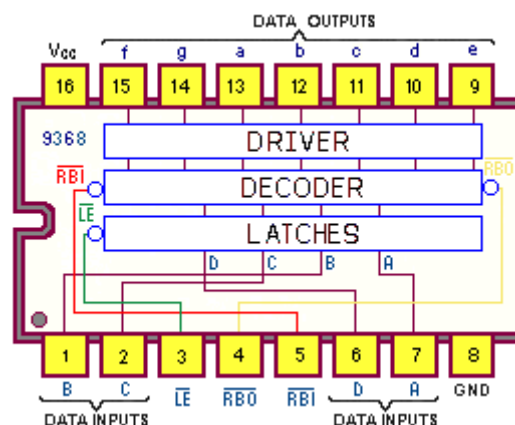 DATA OUTPUTS
Vcc f g a b c d e
16 15 14 13 12 11 10 9
9368 DRIVER
RBI DECODER RBO
LE LATCHES
D C B A
1 2 3 4 5 6 7 8
B C LE RBO RBI D A GND
DATA INPUTS DATA INPUTS